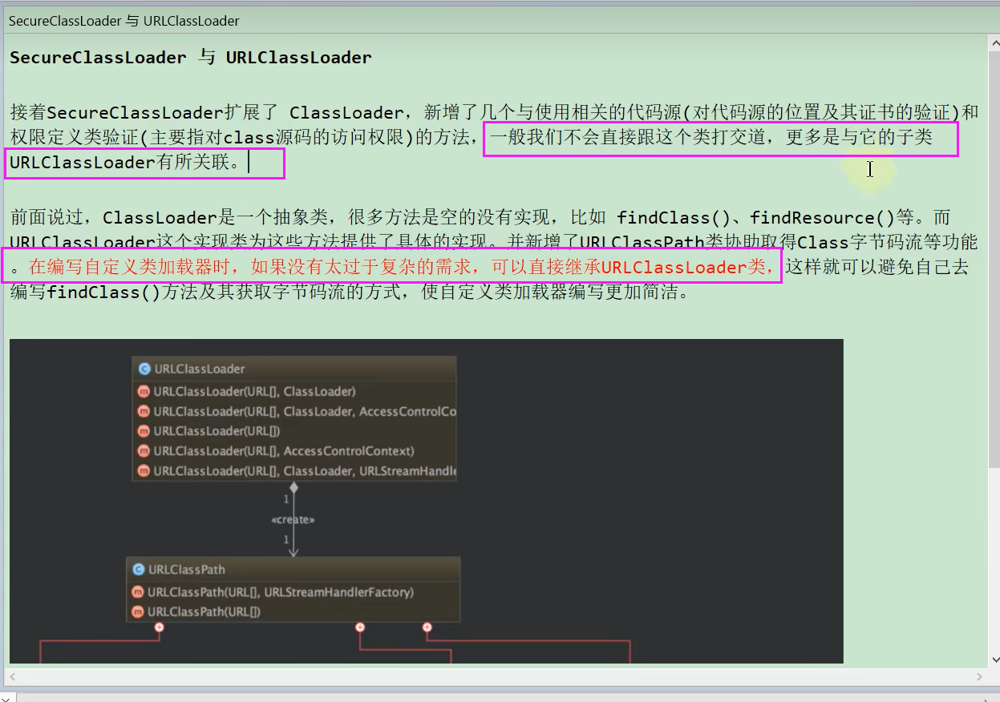 SecureClassLoader 与 URLClassLoader
SecureClassLoader 与 URLClassLoader
接着SecureClassLoader扩展了 ClassLoader，新增了几个与使用相关的代码源(对代码源的位置及其证书的验证)和
权限定义类验证(主要指对class源码的访问权限)的方法，一般我们不会直接跟这个类打交道，更多是与它的子类
URLClassLoader有所关联。
前面说过，ClassLoader是一个抽象类，很多方法是空的没有实现，比如 findClass()、findResource()等。而
URLClassLoader这个实现类为这些方法提供了具体的实现。并新增了URLClassPath类协助取得Class字节码流等功能
。在编写自定义类加载器时，如果没有太过于复杂的需求，可以直接继承URLClassLoader类，这样就可以避免自己去
编写findClass()方法及其获取字节码流的方式，使自定义类加载器编写更加简洁。
URLClassLoader
URLClassLoader(URL[], ClassLoader)
URLClassLoader(URL[], ClassLoader, AccessControlCo
URLClassLoader(URL[])
URLClassLoader(URL[], AccessControlContext)
URLClassLoader(URL[], ClassLoader, URLStreamHandle
1
«create»
1
URLClassPath
URLClassPath(URL[], URLStreamHandlerFactory)
URLClassPath(URL[])